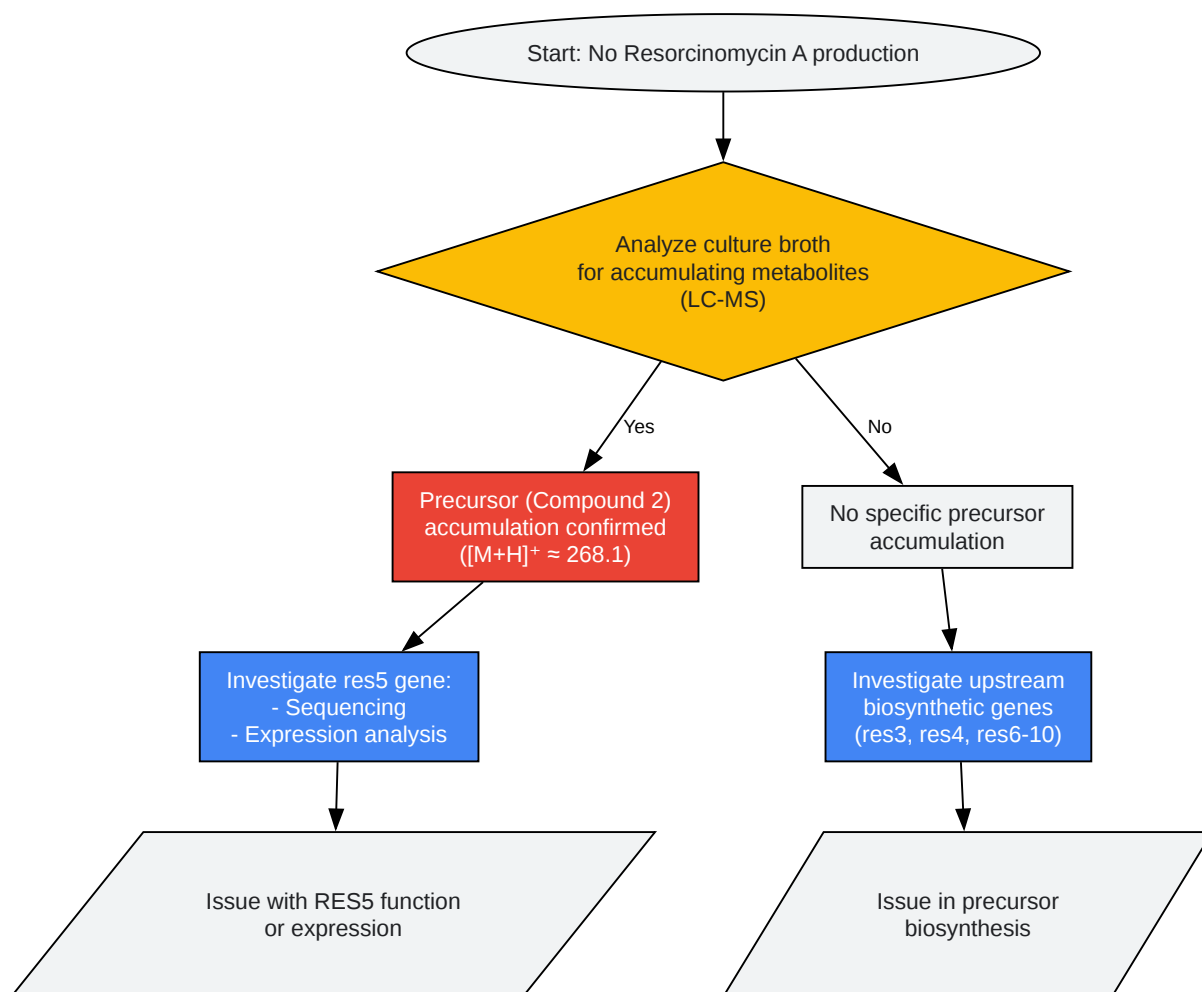 Start: No Resorcinomycin A production
Analyze culture broth
for accumulating metabolites
(LC-MS)
Yes
No
Precursor (Compound 2)
accumulation confirmed
([M+H]⁺ ≈ 268.1)
No specific precursor
accumulation
Investigate res5 gene:
- Sequencing
- Expression analysis
Investigate upstream
biosynthetic genes
(res3, res4, res6-10)
Issue with RES5 function
or expression
Issue in precursor
biosynthesis